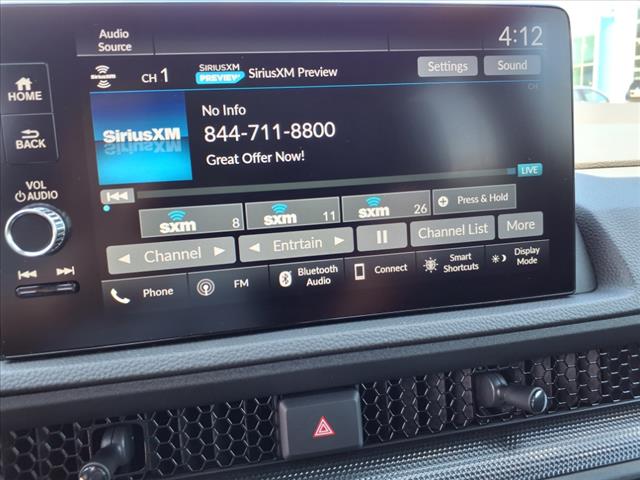 Audio Source
4:12
SIRIUSXM
CH 1
SIRIUSXM PREVIEW
SiriusXM Preview
Settings
Sound
CH
HOME
BACK
VOL
AUDIO
SiriusXM
No Info
844-711-8800
Great Offer Now!
LIVE
sxm 8
sxm 11
sxm 26
Press & Hold
Channel
Entrtain
Channel List
More
Phone
FM
Bluetooth Audio
Connect
Smart Shortcuts
Display Mode